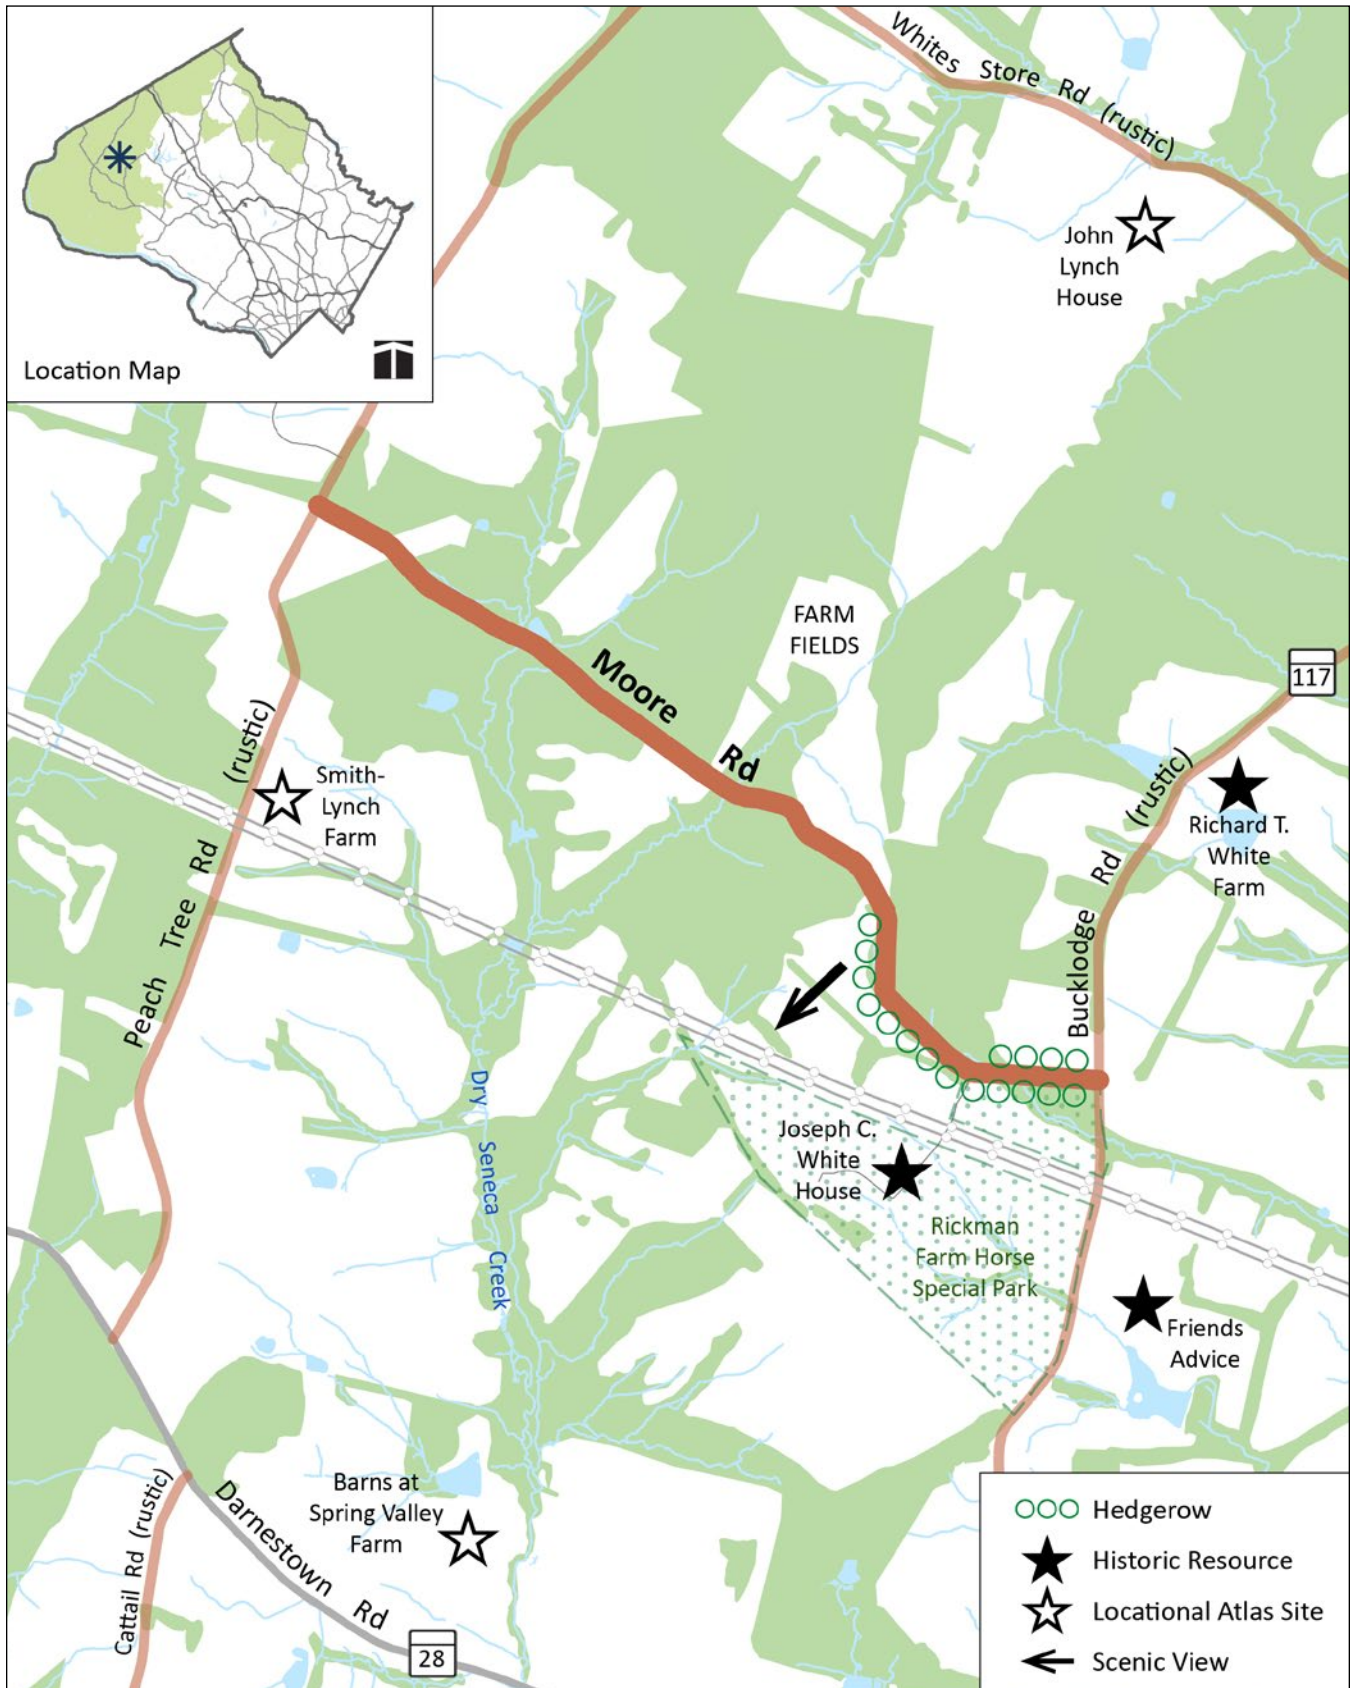 Location Map
Whites Store Rd (rustic)
John
Lynch
House
FARM
FIELDS
Moore Rd
117
Smith-
Lynch
Farm
Peach Tree Rd (rustic)
Richard T.
White
Farm
Bucklodge Rd (rustic)
Dry Seneca Creek
Joseph C.
White
House
Rickman
Farm Horse
Special Park
Friends
Advice
Barns at
Spring Valley
Farm
Cattail Rd (rustic)
Darnestown Rd
28
Hedgerow
Historic Resource
Locational Atlas Site
Scenic View